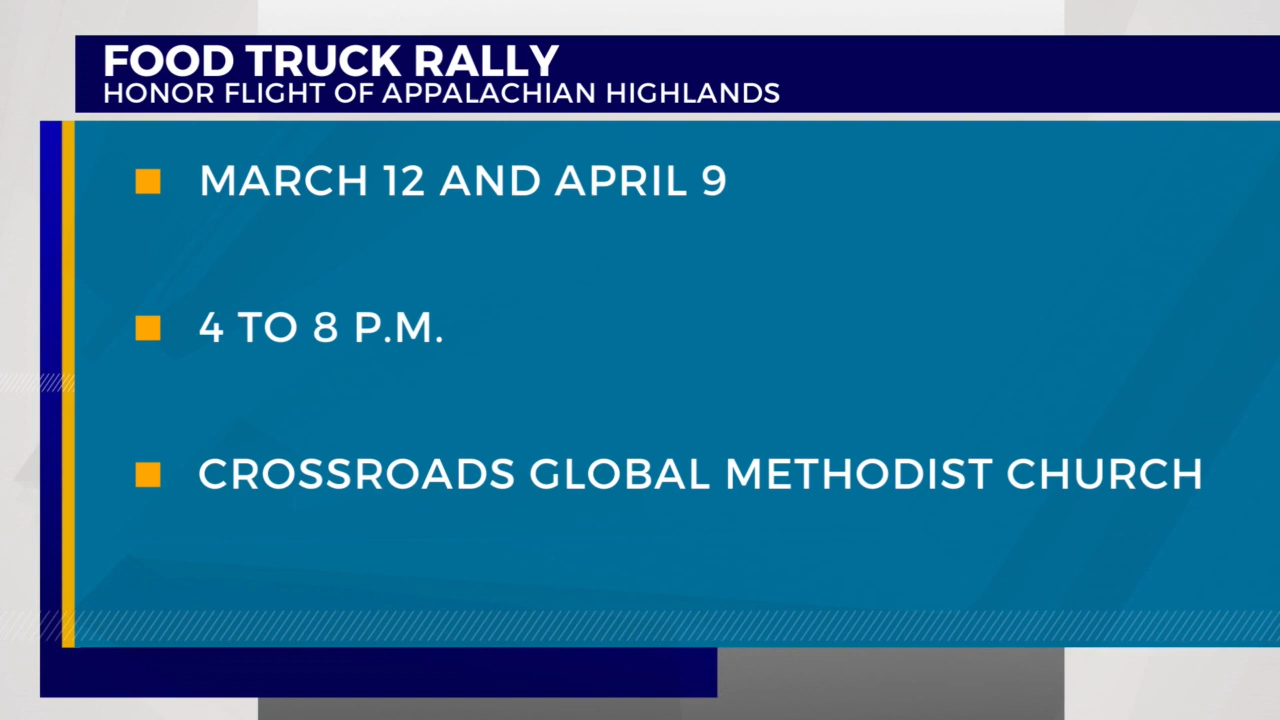 FOOD TRUCK RALLY
HONOR FLIGHT OF APPALACHIAN HIGHLANDS
MARCH 12 AND APRIL 9
4 TO 8 P.M.
CROSSROADS GLOBAL METHODIST CHURCH